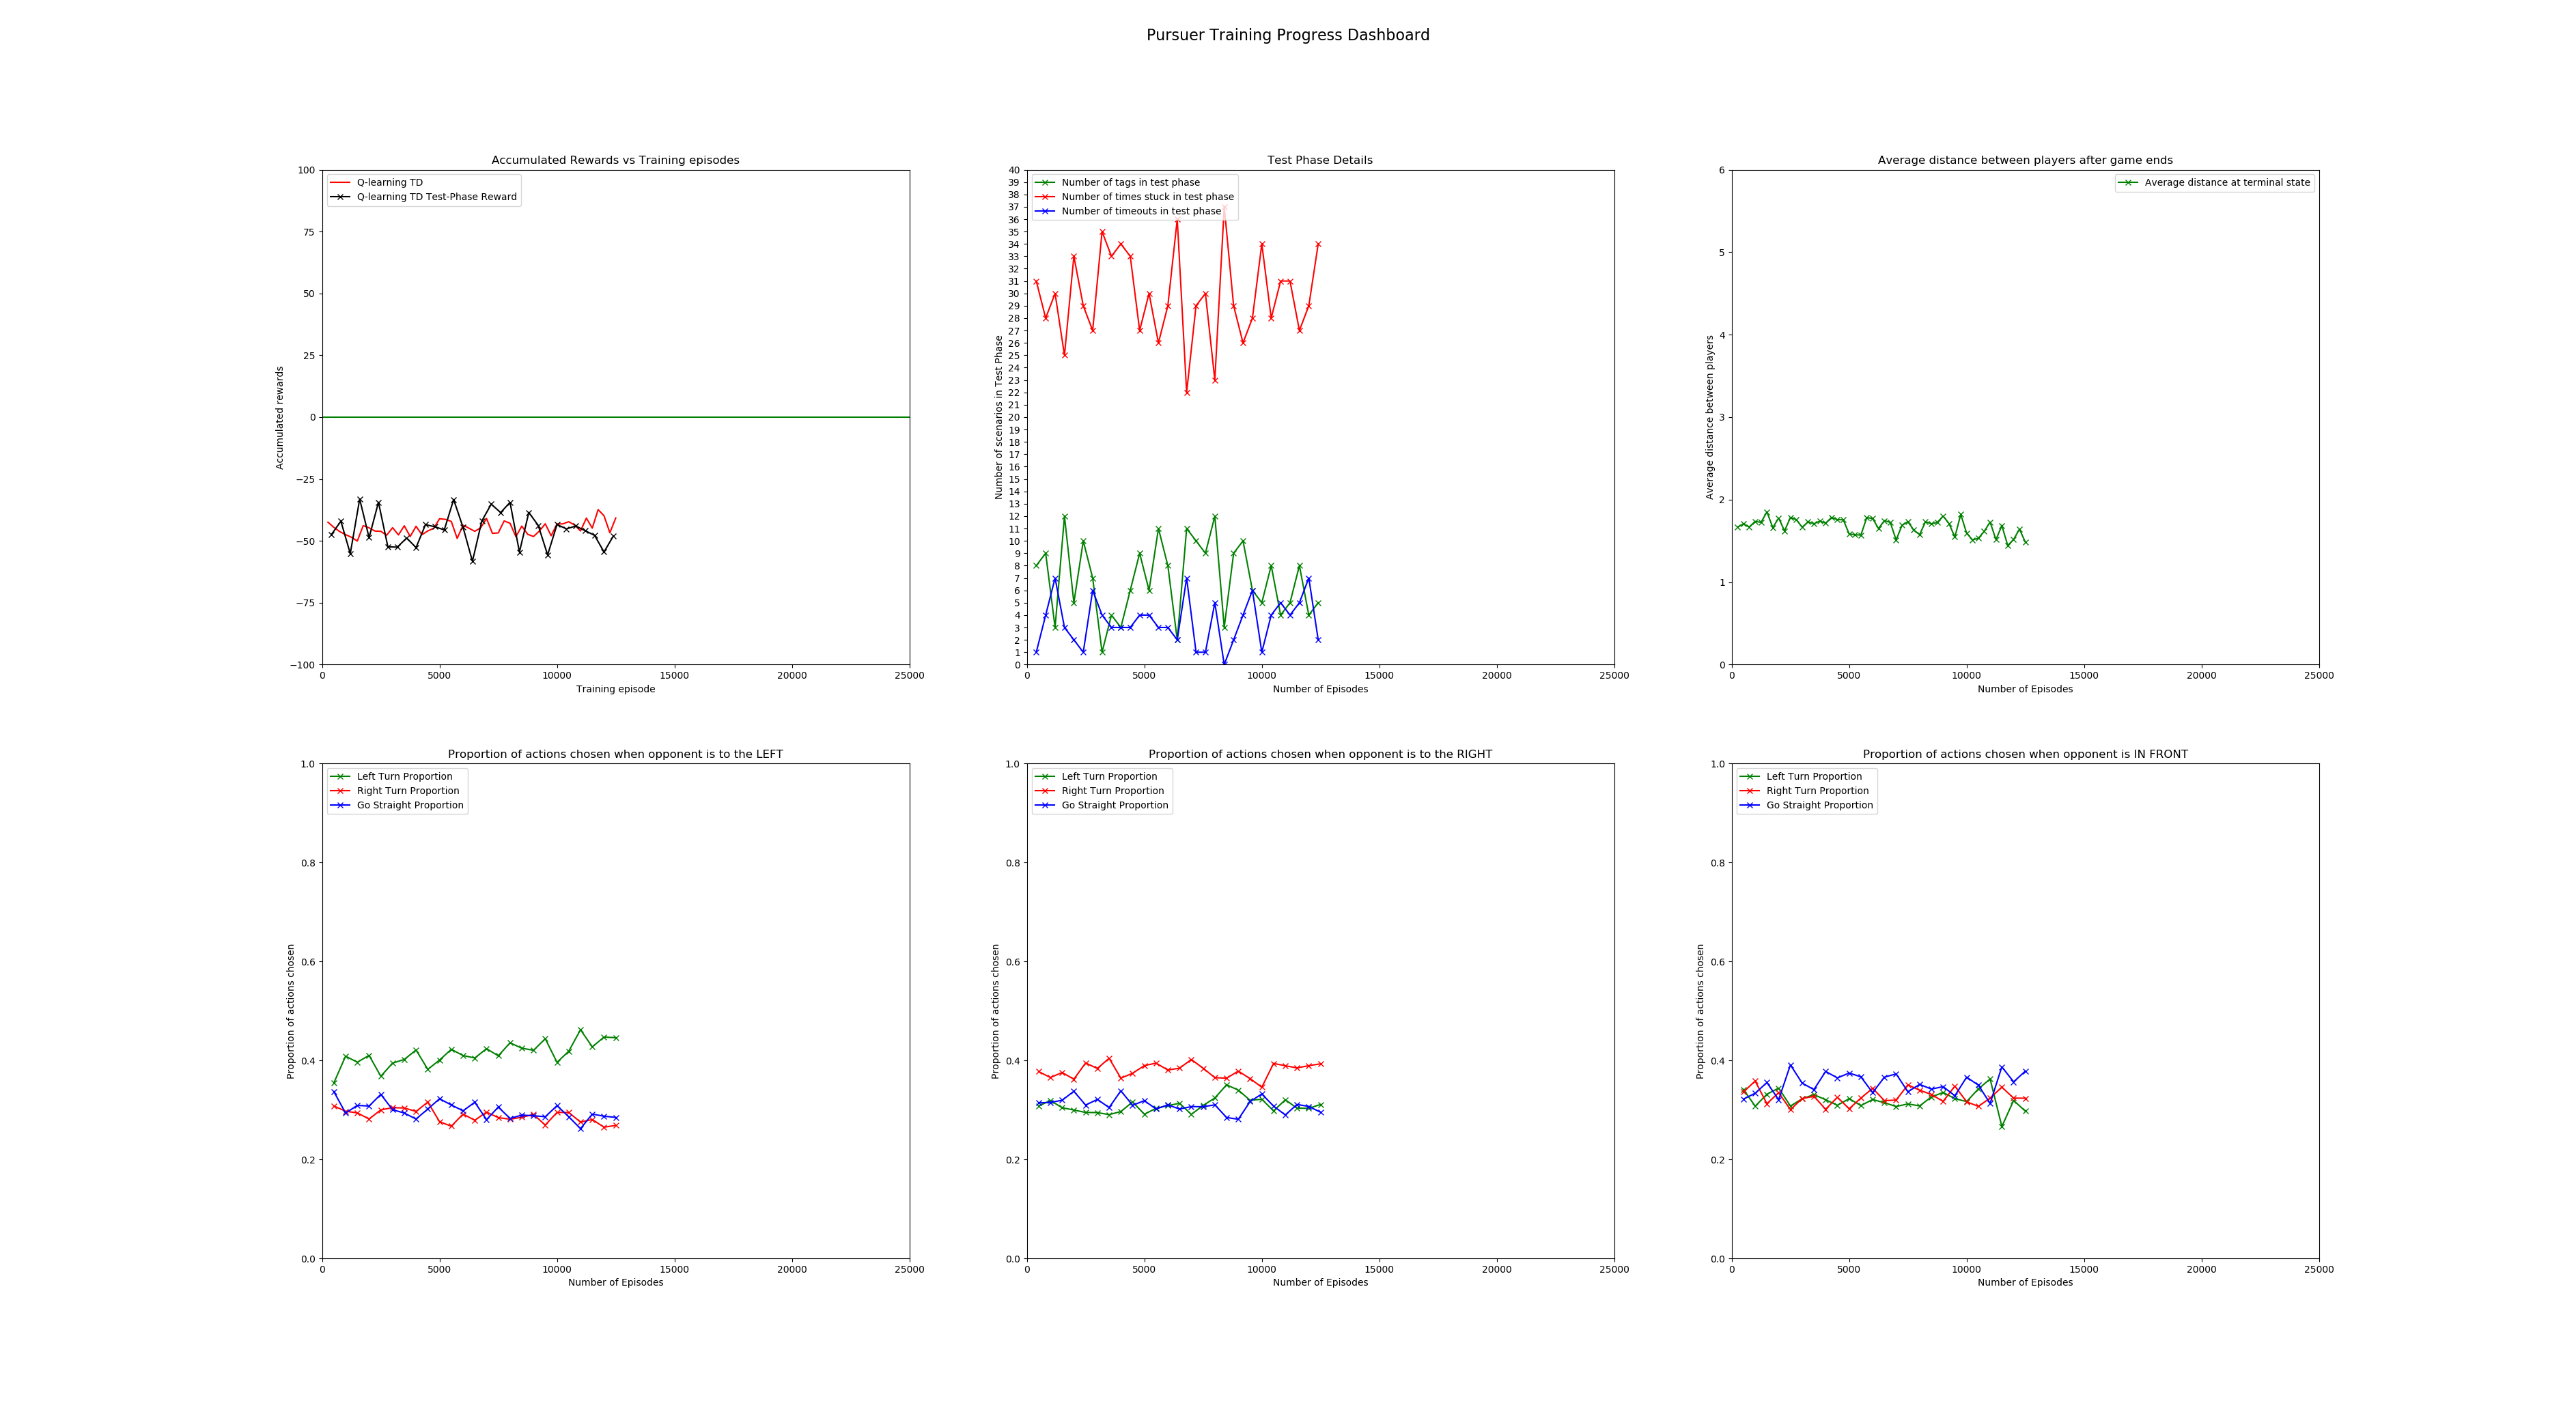 Pursuer Training Progress Dashboard
Accumulated Rewards vs Training episodes
Q-learning TD
Q-learning TD Test-Phase Reward
100
75
50
25
0
−25
−50
−75
−100
Accumulated rewards
0 5000 10000 15000 20000 25000
Training episode
Test Phase Details
Number of tags in test phase
Number of times stuck in test phase
Number of timeouts in test phase
40
39
38
37
36
35
34
33
32
31
30
29
28
27
26
25
24
23
22
21
20
19
18
17
16
15
14
13
12
11
10
9
8
7
6
5
4
3
2
1
0
Number of scenarios in Test Phase
0 5000 10000 15000 20000 25000
Number of Episodes
Average distance between players after game ends
Average distance at terminal state
6
5
4
3
2
1
0
Average distance between players
0 5000 10000 15000 20000 25000
Number of Episodes
Proportion of actions chosen when opponent is to the LEFT
Left Turn Proportion
Right Turn Proportion
Go Straight Proportion
1.0
0.8
0.6
0.4
0.2
0.0
Proportion of actions chosen
0 5000 10000 15000 20000 25000
Number of Episodes
Proportion of actions chosen when opponent is to the RIGHT
Left Turn Proportion
Right Turn Proportion
Go Straight Proportion
1.0
0.8
0.6
0.4
0.2
0.0
Proportion of actions chosen
0 5000 10000 15000 20000 25000
Number of Episodes
Proportion of actions chosen when opponent is IN FRONT
Left Turn Proportion
Right Turn Proportion
Go Straight Proportion
1.0
0.8
0.6
0.4
0.2
0.0
Proportion of actions chosen
0 5000 10000 15000 20000 25000
Number of Episodes